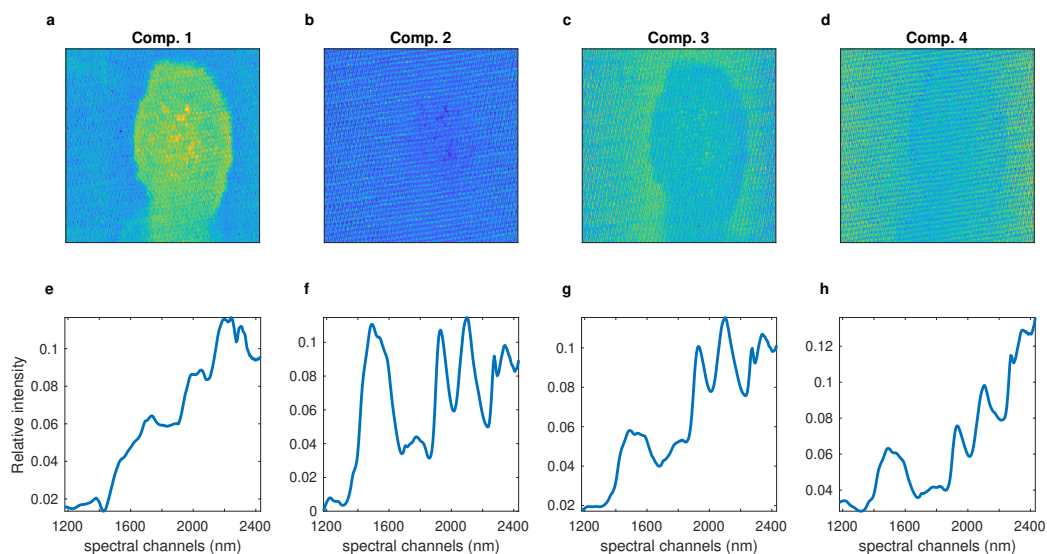 a b c d
Comp. 1 Comp. 2 Comp. 3 Comp. 4
e f g h
Relative intensity
0.1
0.08
0.06
0.04
0.02
1200 1600 2000 2400
spectral channels (nm)
0.1
0.08
0.06
0.04
0.02
0
1200 1600 2000 2400
spectral channels (nm)
0.1
0.08
0.06
0.04
0.02
1200 1600 2000 2400
spectral channels (nm)
0.12
0.1
0.08
0.06
0.04
1200 1600 2000 2400
spectral channels (nm)